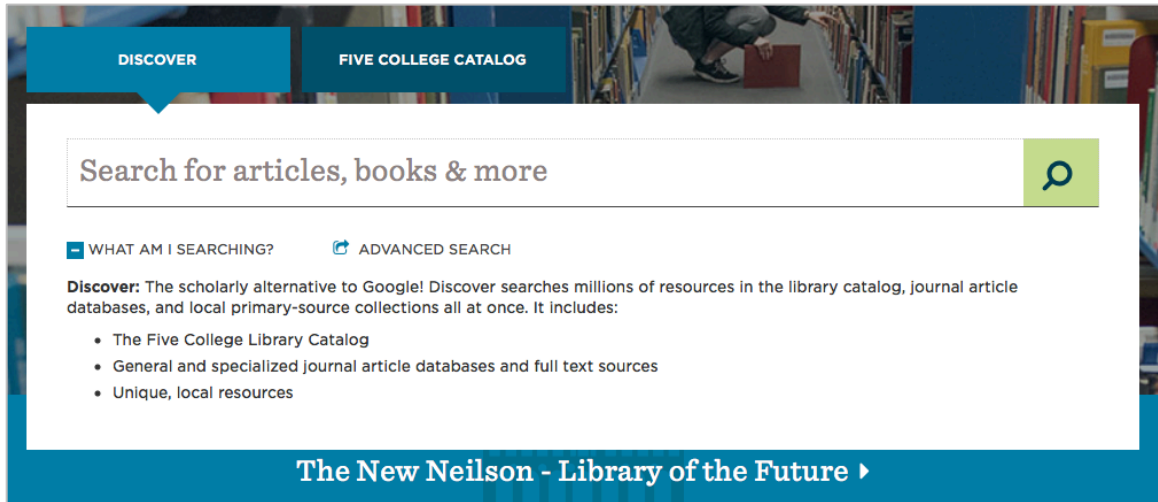 DISCOVER
FIVE COLLEGE CATALOG
Search for articles, books & more
WHAT AM I SEARCHING?
ADVANCED SEARCH
Discover: The scholarly alternative to Google! Discover searches millions of resources in the library catalog, journal article
databases, and local primary-source collections all at once. It includes:
• The Five College Library Catalog
• General and specialized journal article databases and full text sources
• Unique, local resources
The New Neilson - Library of the Future